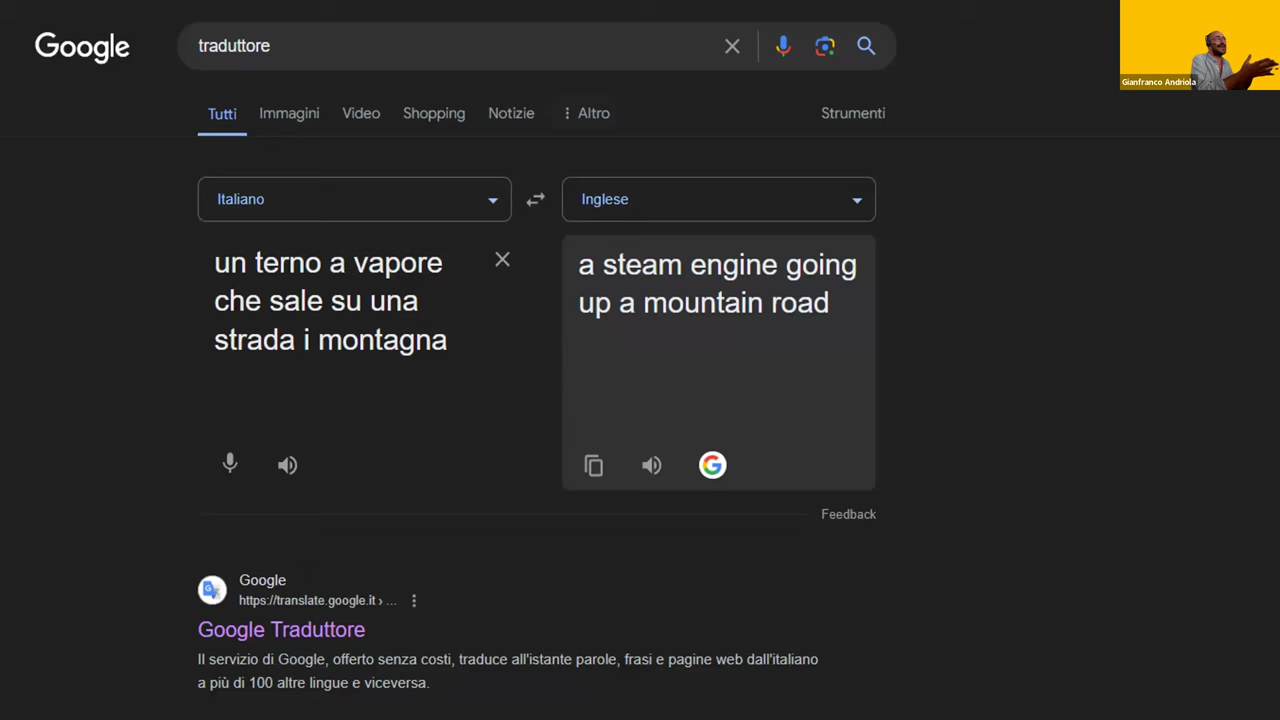 Google
traduttore
Gianfranco Andriola
Tutti
Immagini
Video
Shopping
Notizie
Altro
Strumenti
Italiano
Inglese
un terno a vapore
che sale su una
strada i montagna
a steam engine going
up a mountain road
Feedback
Google
https://translate.google.it › ...
Google Traduttore
Il servizio di Google, offerto senza costi, traduce all'istante parole, frasi e pagine web dall'italiano
a più di 100 altre lingue e viceversa.